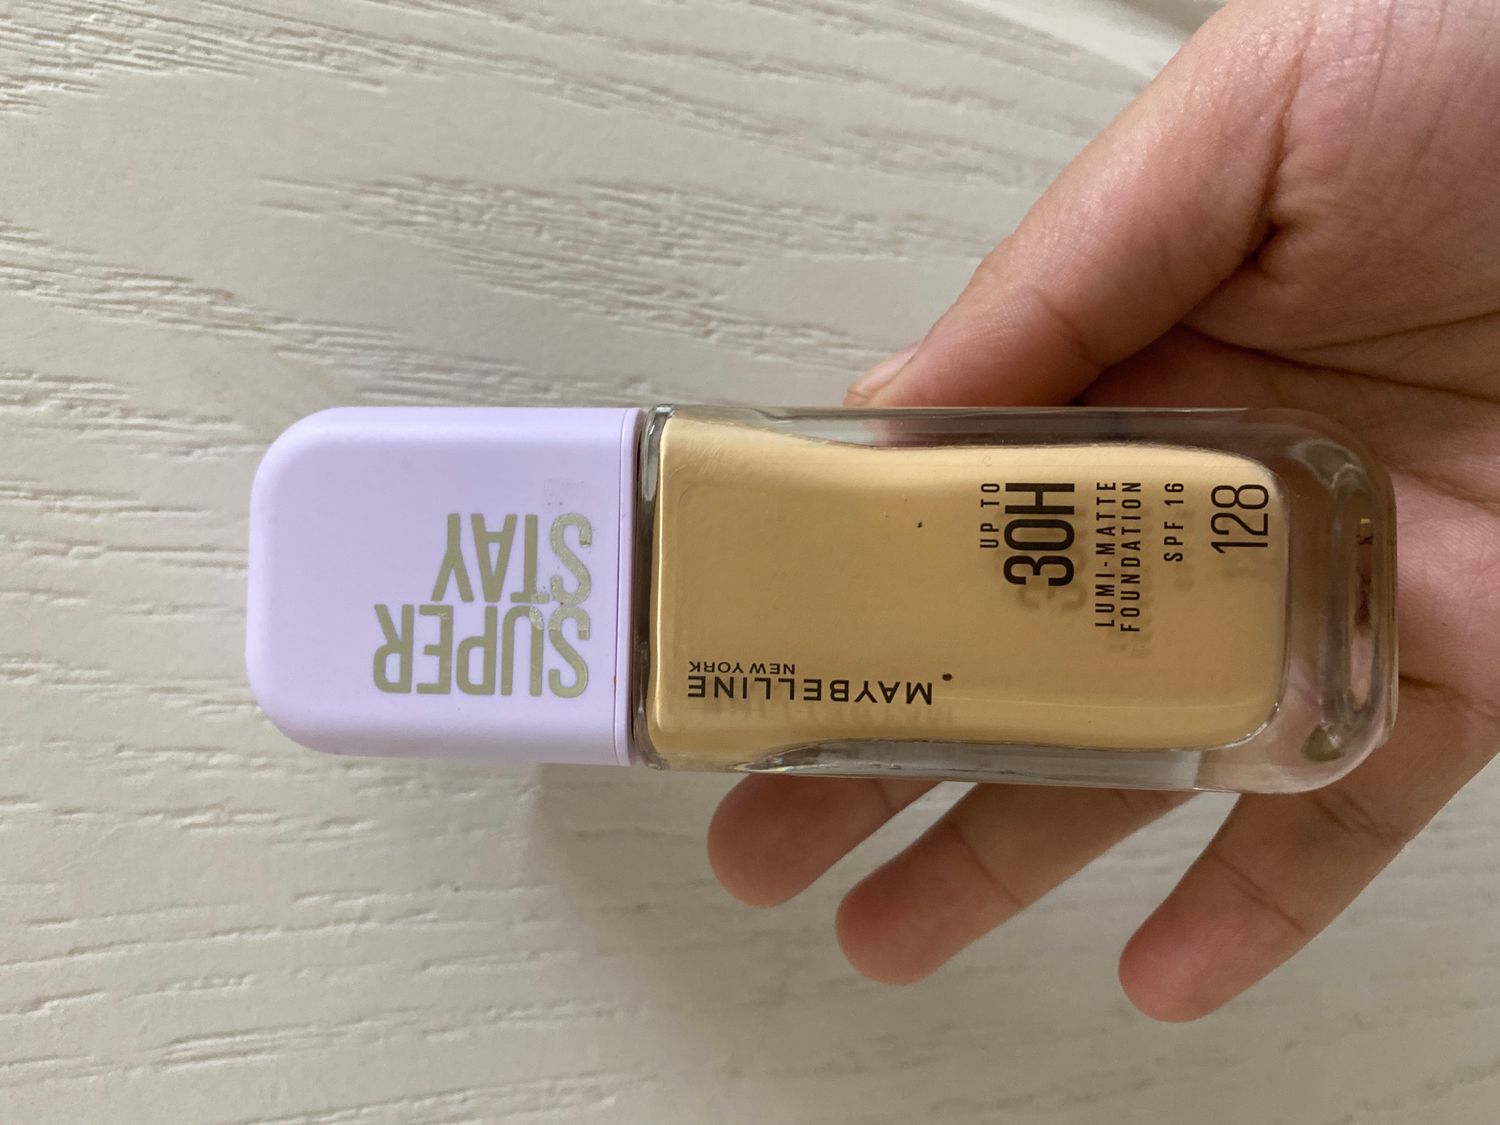 SUPER
STAY
MAYBELLINE
NEW YORK
UP TO
30H
LUMI-MATTE
FOUNDATION
SPF 16
128